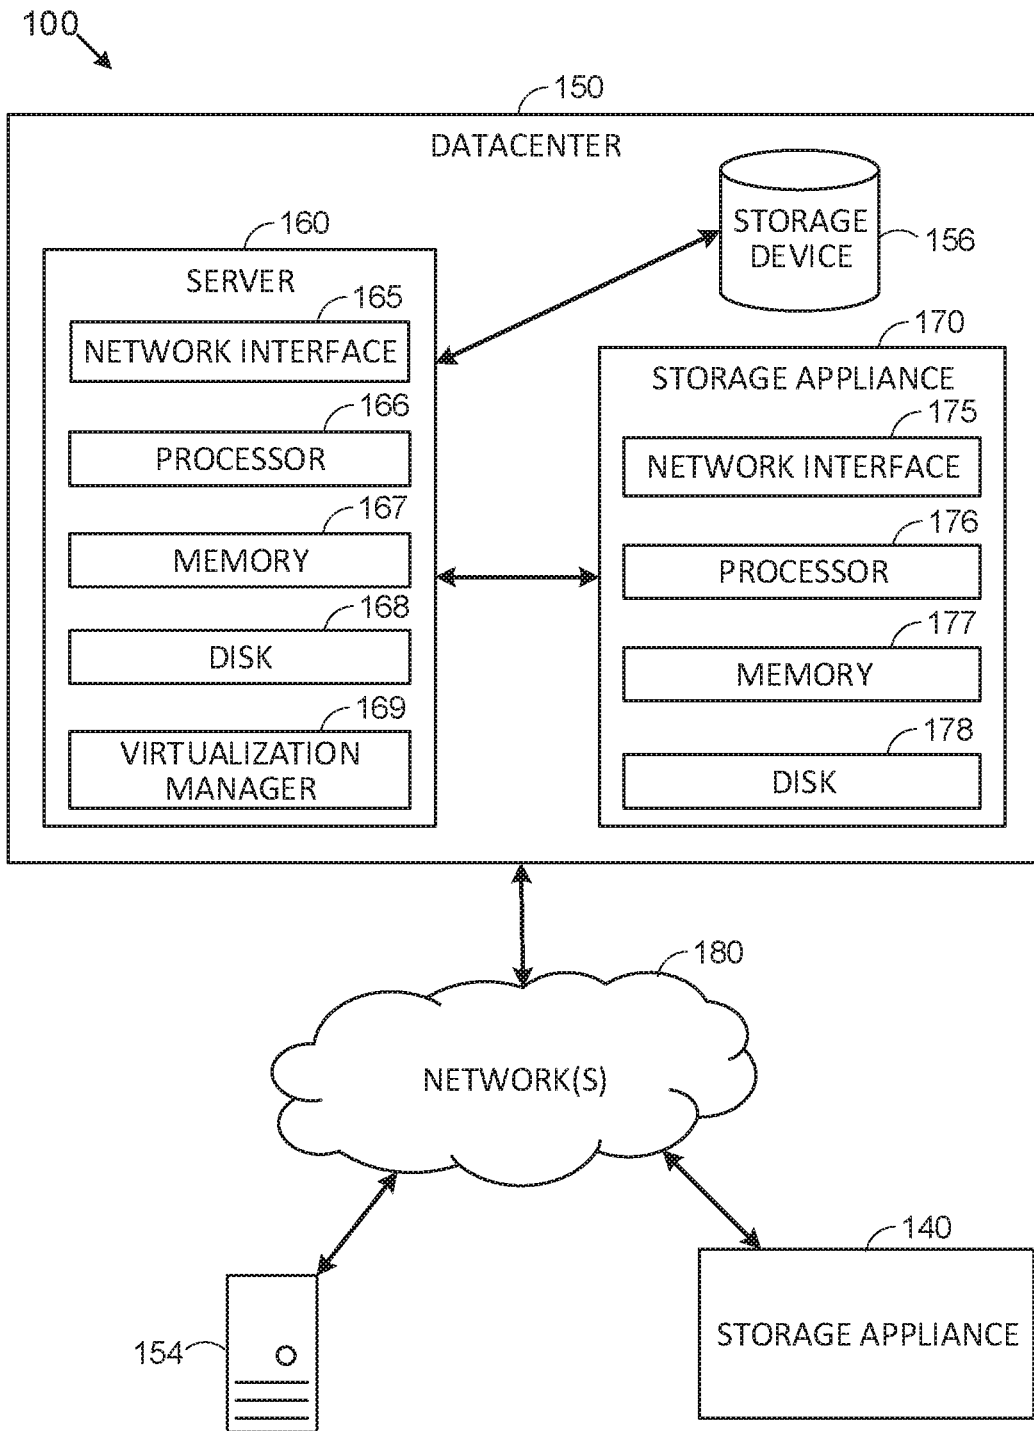 100
150
DATACENTER
160
SERVER
165
NETWORK INTERFACE
166
PROCESSOR
167
MEMORY
168
DISK
169
VIRTUALIZATION
MANAGER
STORAGE
DEVICE
156
170
STORAGE APPLIANCE
175
NETWORK INTERFACE
176
PROCESSOR
177
MEMORY
178
DISK
180
NETWORK(S)
154
140
STORAGE APPLIANCE